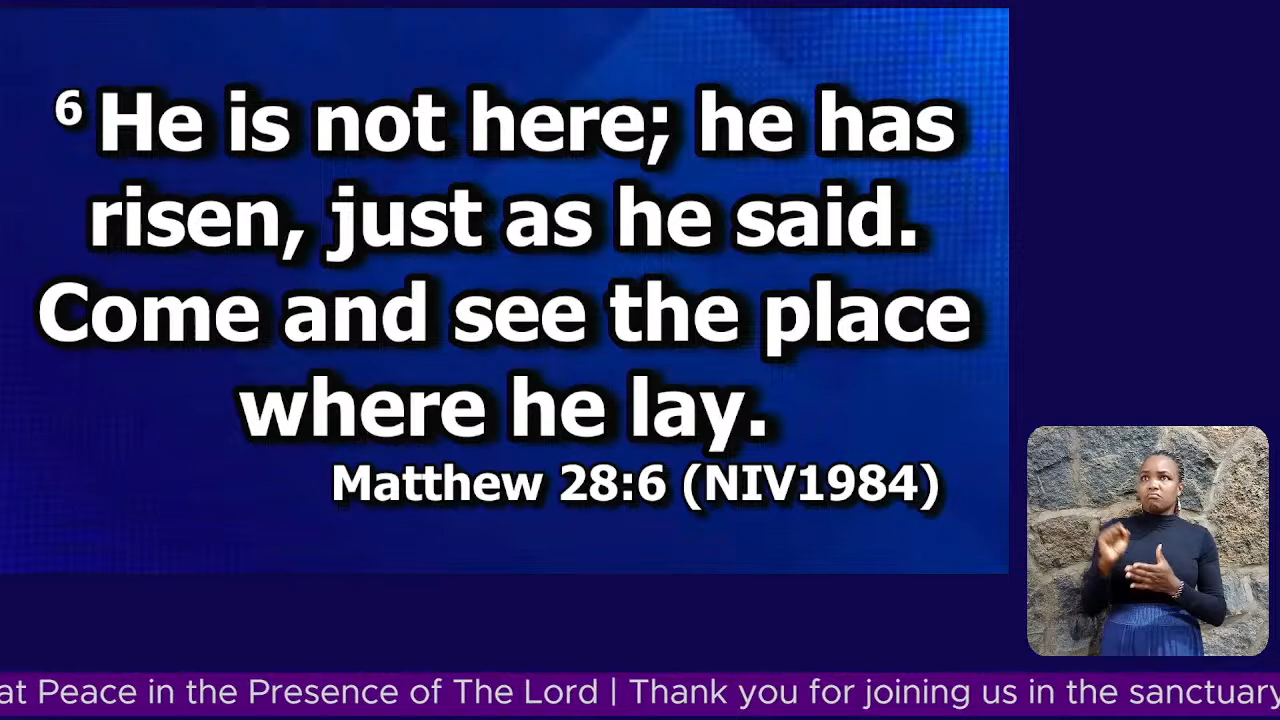 6 He is not here; he has
risen, just as he said.
Come and see the place
where he lay.
Matthew 28:6 (NIV1984)
at Peace in the Presence of The Lord | Thank you for joining us in the sanctuary